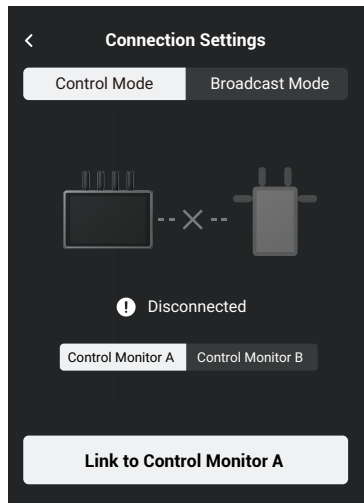 Connection Settings
Control Mode Broadcast Mode
Disconnected
Control Monitor A Control Monitor B
Link to Control Monitor A